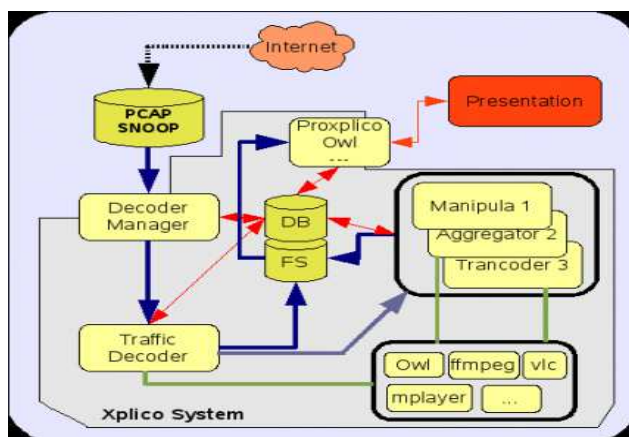 Internet
PCAP
SNOOP
Proxplico
Owl
...
Presentation
Decoder
Manager
DB
FS
Manipula 1
Aggregator 2
Trancoder 3
Traffic
Decoder
Owl
ffmpeg
vlc
mplayer
...
Xplico System